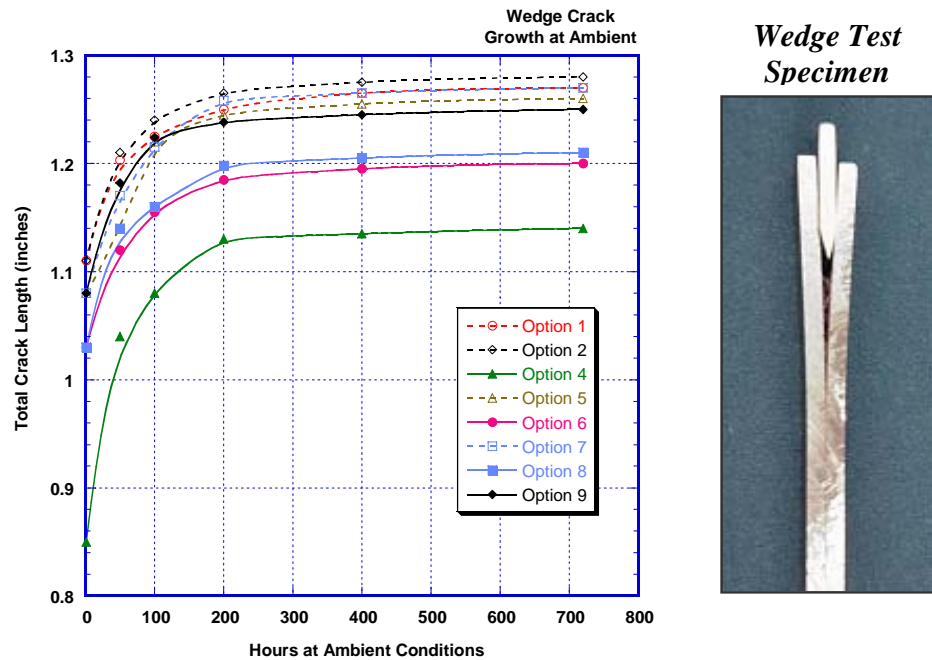 Wedge Crack
Growth at Ambient
Wedge Test
Specimen
Total Crack Length (inches)
1.3
1.2
1.1
1
0.9
0.8
Option 1
Option 2
Option 4
Option 5
Option 6
Option 7
Option 8
Option 9
0 100 200 300 400 500 600 700 800
Hours at Ambient Conditions